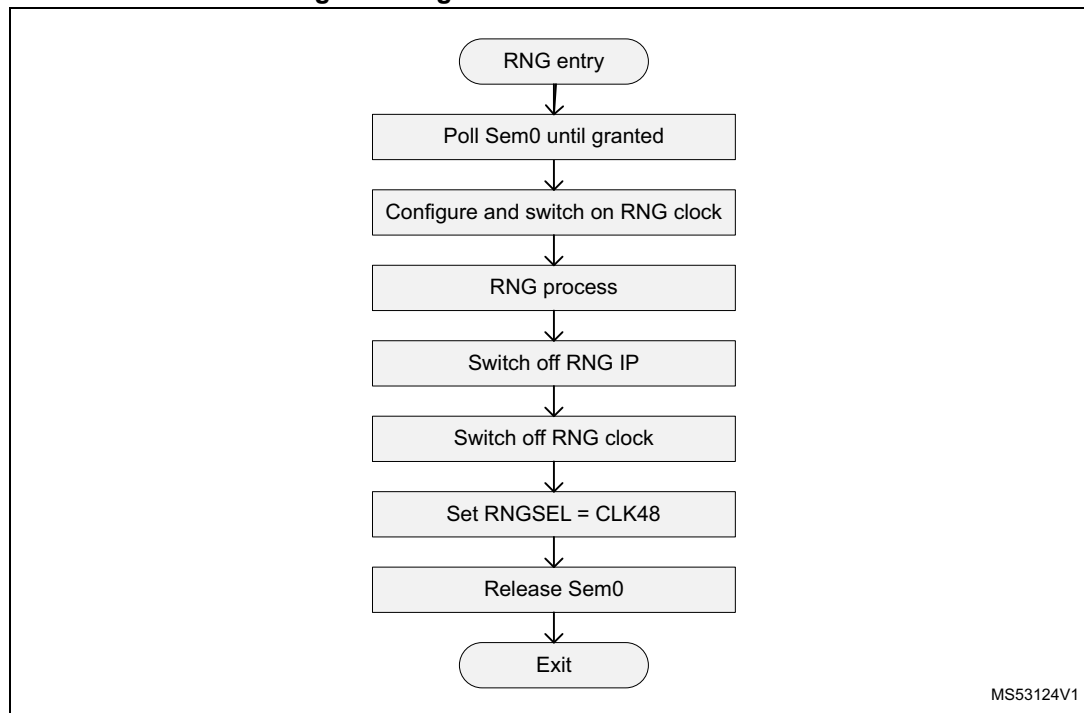 RNG entry
Poll Sem0 until granted
Configure and switch on RNG clock
RNG process
Switch off RNG IP
Switch off RNG clock
Set RNGSEL = CLK48
Release Sem0
Exit
MS53124V1